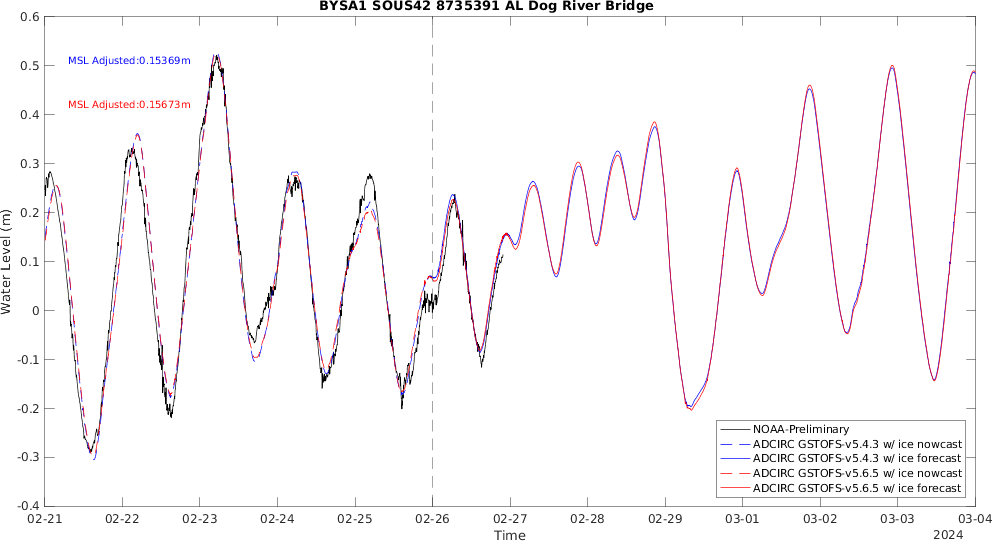 BYSA1 SOUS42 8735391 AL Dog River Bridge
0.6
0.5
0.4
0.3
0.2
0.1
0
-0.1
-0.2
-0.3
-0.4
Water Level (m)
MSL Adjusted:0.15369m
MSL Adjusted:0.15673m
NOAA-Preliminary
ADCIRC GSTOFS-v5.4.3 w/ ice nowcast
ADCIRC GSTOFS-v5.4.3 w/ ice forecast
ADCIRC GSTOFS-v5.6.5 w/ ice nowcast
ADCIRC GSTOFS-v5.6.5 w/ ice forecast
02-21 02-22 02-23 02-24 02-25 02-26 02-27 02-28 02-29 03-01 03-02 03-03 03-04
Time
2024